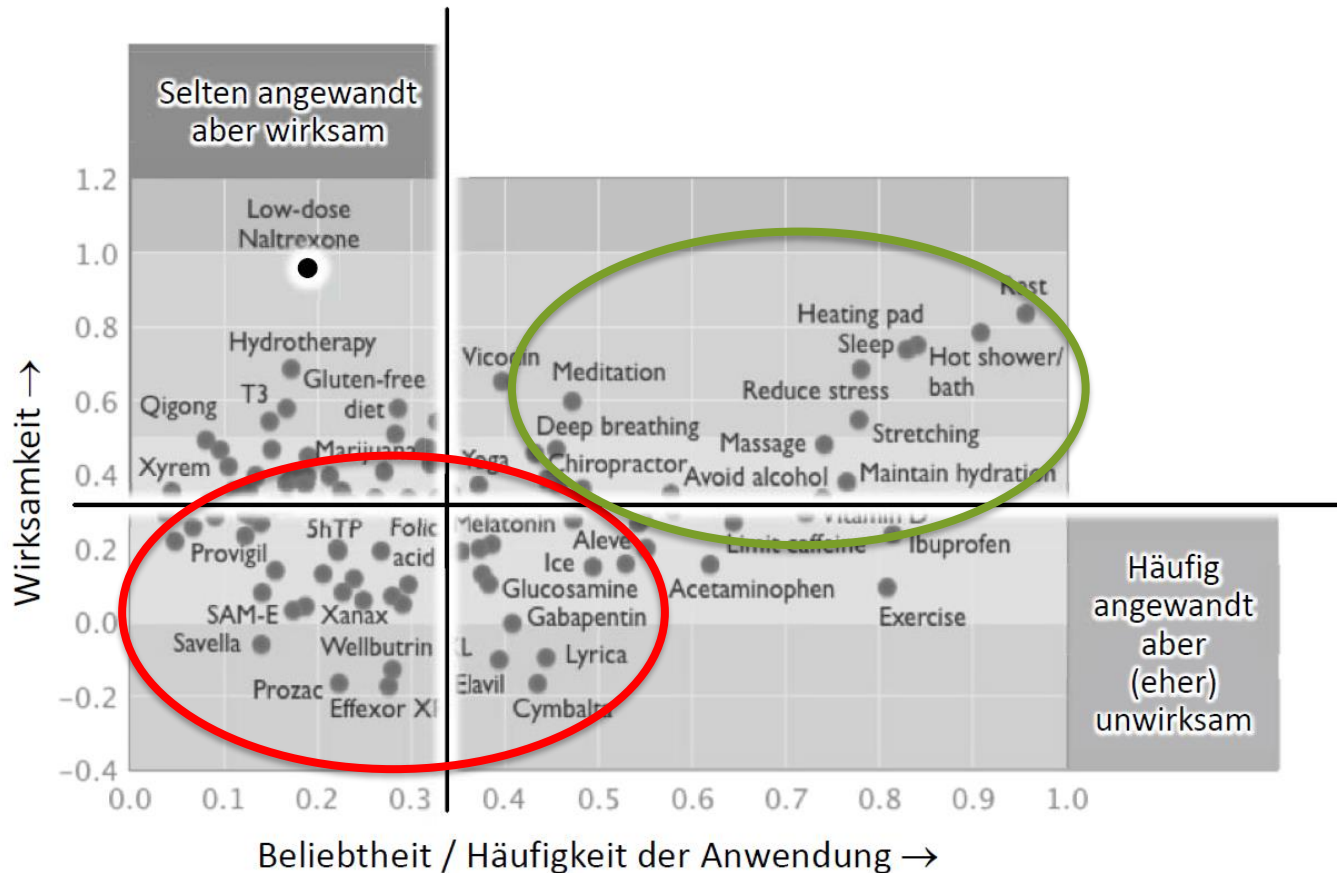 Selten angewandt
aber wirksam
1.2
1.0
0.8
0.6
0.4
0.2
0.0
−0.2
−0.4
Wirksamkeit →
Low-dose
Naltrexone
Hydrotherapy
T3
Gluten-free
diet
Qigong
Marijuana
Xyrem
Vicodin
Meditation
Deep breathing
Yoga
Chiropractor
Rest
Heating pad
Sleep
Hot shower/
bath
Reduce stress
Stretching
Massage
Avoid alcohol
Maintain hydration
5hTP
Folic
acid
Provigil
SAM-E
Xanax
Savella
Wellbutrin
XL
Prozac
Effexor
Melatonin
Aleve
Ice
Glucosamine
Gabapentin
Lyrica
Elavil
Cymbalta
Vitamin D
Limit caffeine
Ibuprofen
Acetaminophen
Exercise
Häufig
angewandt
aber
(eher)
unwirksam
0.0
0.1
0.2
0.3
0.4
0.5
0.6
0.7
0.8
0.9
1.0
Beliebtheit / Häufigkeit der Anwendung →